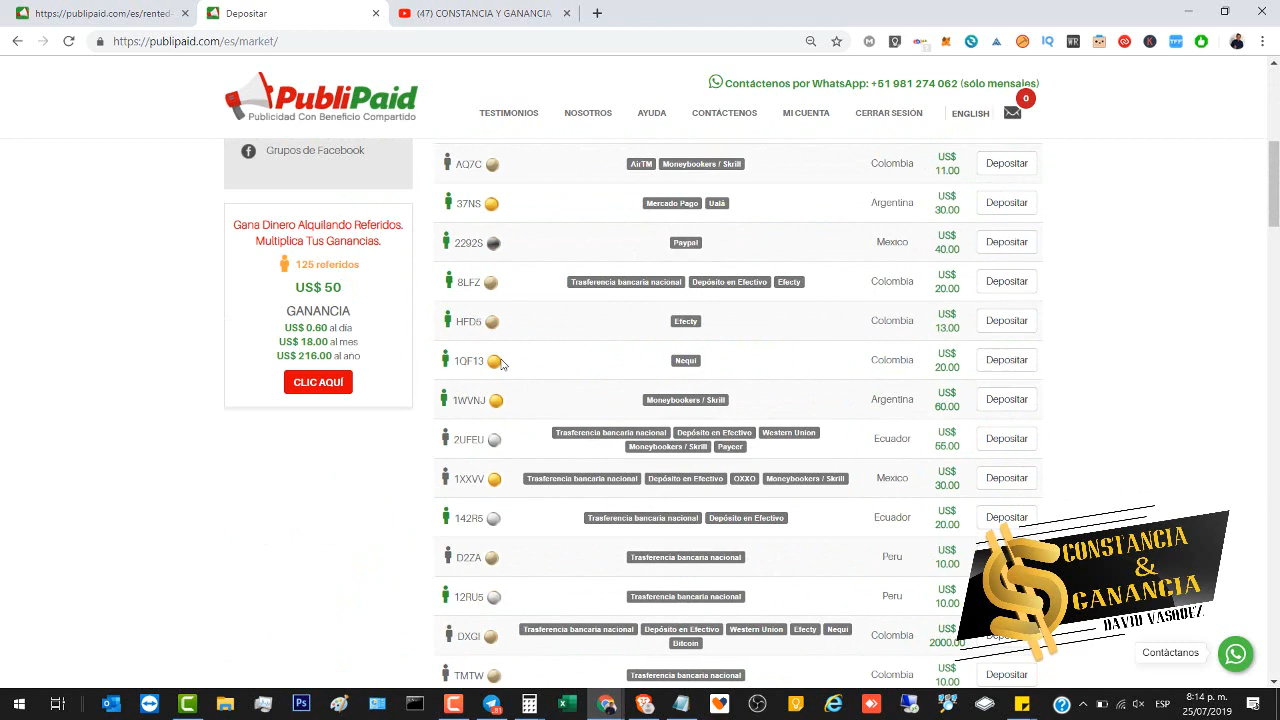 https://publipaid.com/es/rented-
Depositar
(47) CONSTANCIA Y GANANCIA
https://publipaid.com/es/market/
PubliPaid
Publicidad Con Beneficio Compartido
Contáctenos por WhatsApp: +51 981 274 062 (sólo mensajes)
0
TESTIMONIOS NOSOTROS AYUDA CONTACTENOS MI CUENTA CERRAR SESIÓN ENGLISH
Grupos de Facebook
Gana Dinero Alquilando Referidos.
Multiplica Tus Ganancias.
125 referidos
US$ 50
GANANCIA
US$ 0.60 al día
US$ 18.00 al mes
US$ 216.00 al ano
CLIC AQUÍ
AQ7C AirTM Moneybookers / Skrill Colombia US$ 11.00 Depositar
37NS Mercado Pago Ualá Argentina US$ 30.00 Depositar
2292S Paypal Mexico US$ 40.00 Depositar
8LFZ Trasferencia bancaria nacional Depósito en Efectivo Efecty Colombia US$ 20.00 Depositar
HFD5 Efecty Colombia US$ 13.00 Depositar
1QF13 Nequi Colombia US$ 20.00 Depositar
1WVNJ Moneybookers / Skrill Argentina US$ 60.00 Depositar
2UFEU Trasferencia bancaria nacional Depósito en Efectivo Western Union
Moneybookers / Skrill Payeer Ecuador US$ 55.00 Depositar
1XXVV Trasferencia bancaria nacional Depósito en Efectivo OXXO Moneybookers / Skrill Mexico US$ 30.00 Depositar
142R5 Trasferencia bancaria nacional Depósito en Efectivo Ecuador US$ 20.00 Depositar
D2ZA Trasferencia bancaria nacional Peru US$ 10.00
12RU5 Trasferencia bancaria nacional Peru US$ 10.00
DXGI Trasferencia bancaria nacional Depósito en Efectivo Western Union Efecty Nequi
Bitcoin Colombia US$ 2000.00
TMTW Trasferencia bancaria nacional Colombia US$ 10.00 Depositar
CONSTANCIA
&
GANANCIA
DAVID VASQUEZ
Contáctanos
ESP
8:14 p. m.
25/07/2019